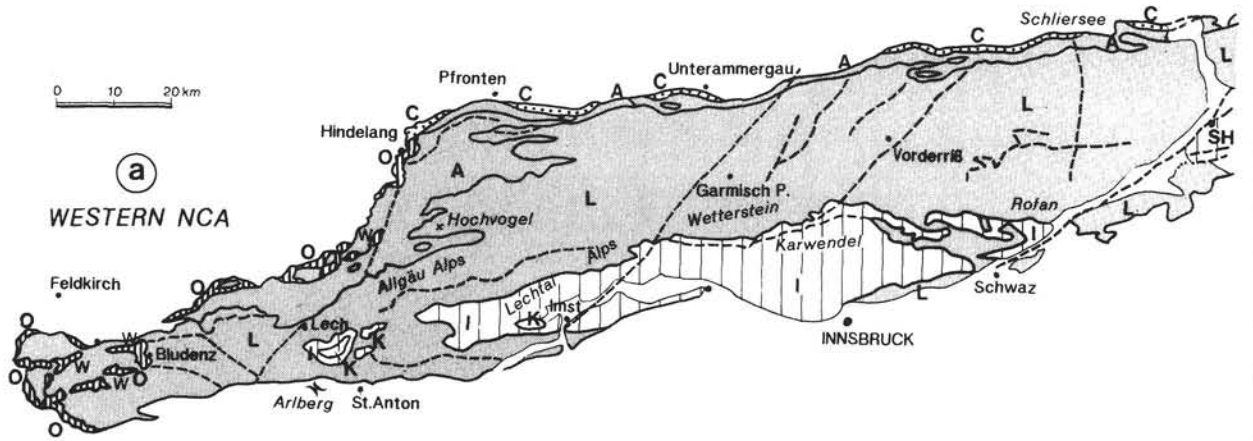 C
Schliersee
C
C
A
A
0 10 20 km
Pfronten
C
A
C
Unterammergau
L
C
Hindelang
O
L
SH
a
A
Vorderriß
WESTERN NCA
L
Garmisch P.
Hochvogel
Wetterstein
Rofan
L
W
I
O
Karwendel
Allgäu Alps
Älps
Feldkirch
O
Lechtal
I
Schwaz
Imst
I
K
L
O
W
L
Lech
K
INNSBRUCK
Bludenz
I
W
K
O
W
O
W
O
Arlberg
St.Anton
O